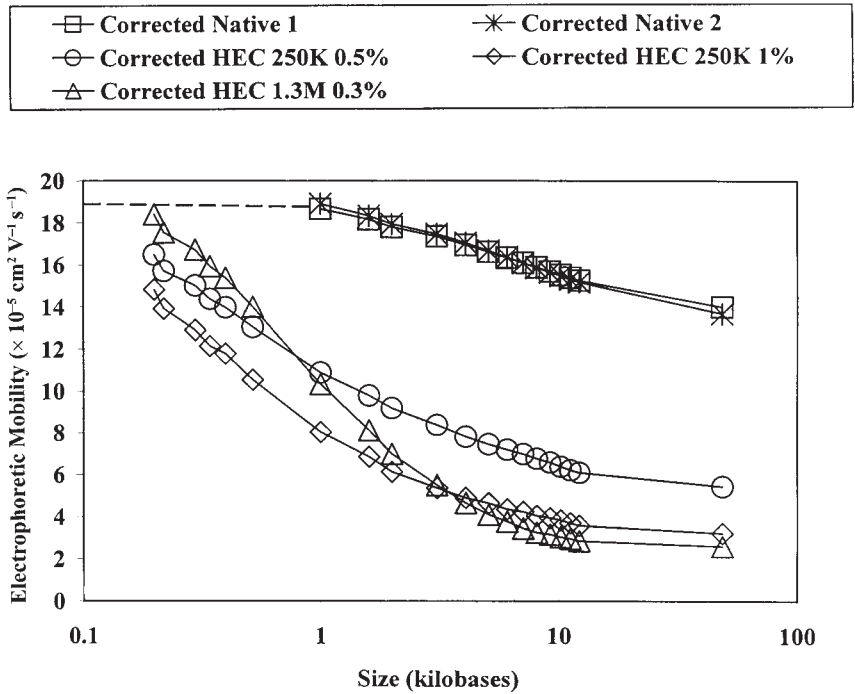 Corrected Native 1
Corrected Native 2
Corrected HEC 250K 0.5%
Corrected HEC 250K 1%
Corrected HEC 1.3M 0.3%
Electrophoretic Mobility (× 10⁻⁵ cm² V⁻¹ s⁻¹)
20
18
16
14
12
10
8
6
4
2
0
0.1
1
10
100
Size (kilobases)